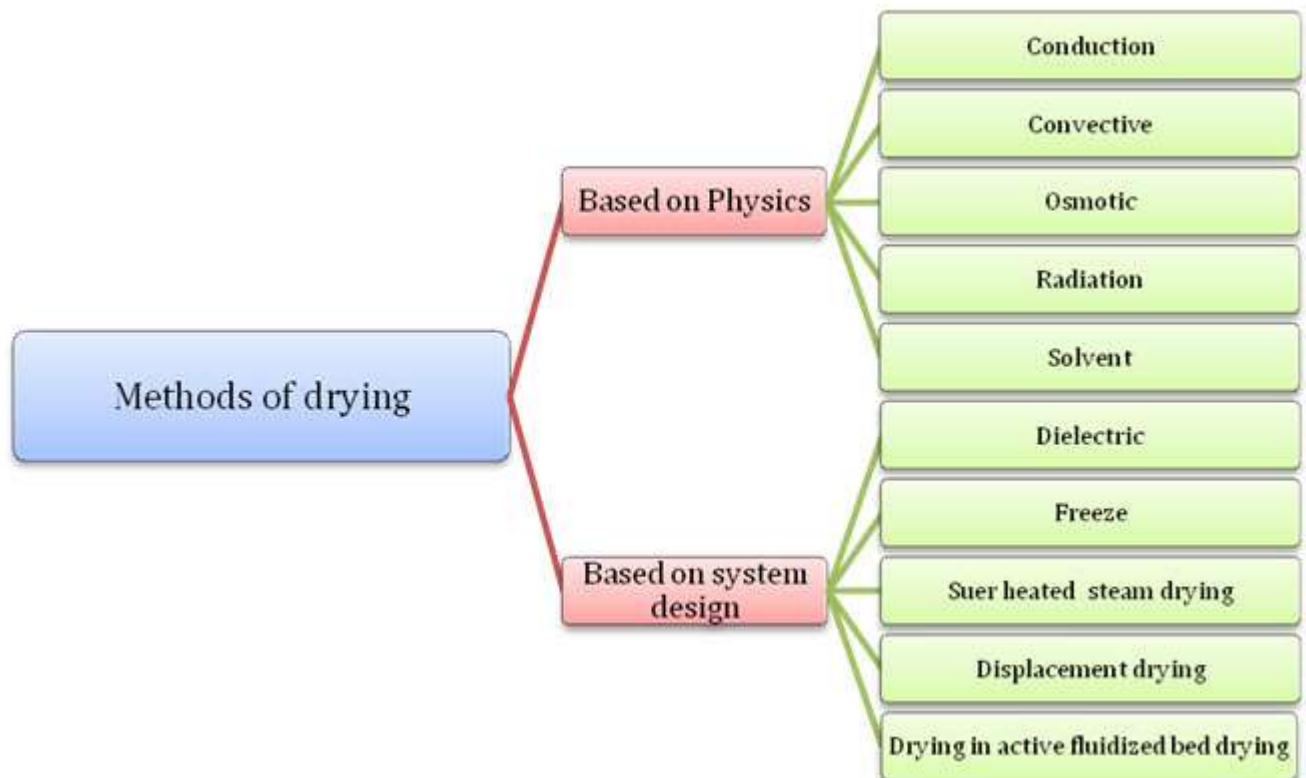 Methods of drying
Based on Physics
Conduction
Convective
Osmotic
Radiation
Solvent
Based on system
design
Dielectric
Freeze
Suer heated steam drying
Displacement drying
Drying in active fluidized bed drying